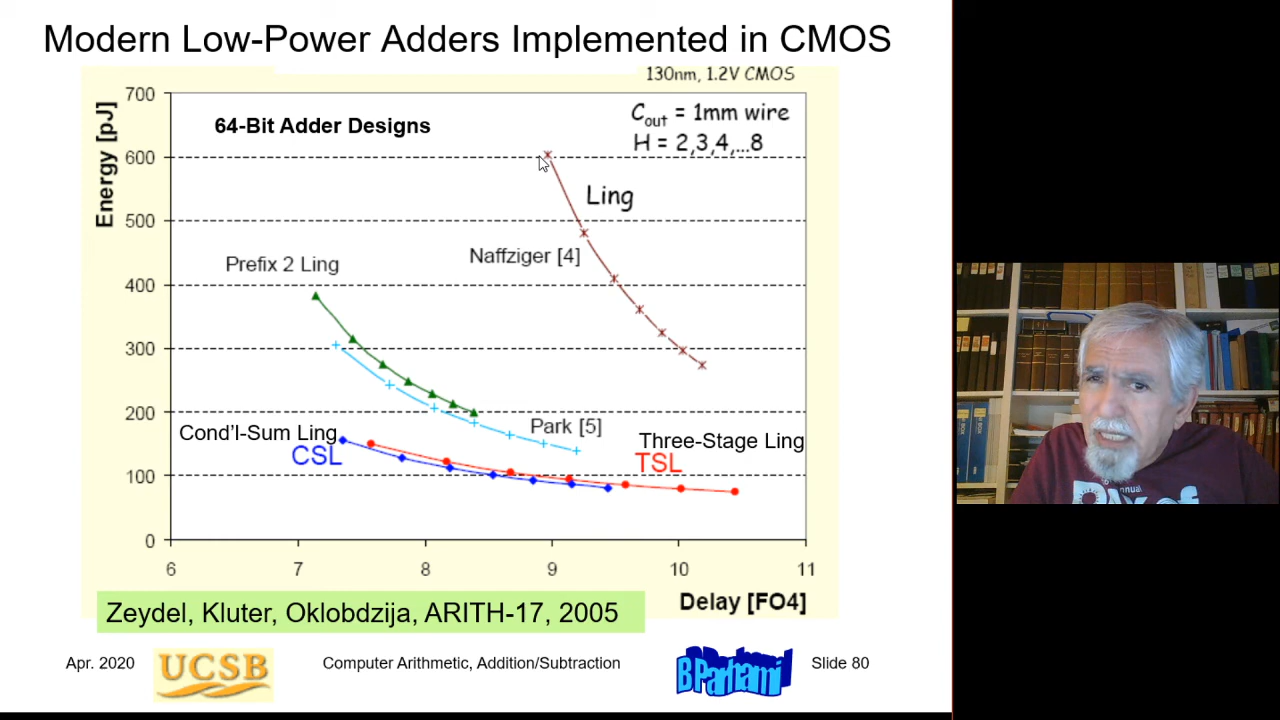 Modern Low-Power Adders Implemented in CMOS
130nm, 1.2V CMOS
Energy [pJ]
700
600
500
400
300
200
100
0
64-Bit Adder Designs
Cout = 1mm wire
H = 2,3,4,...8
Ling
Naffziger [4]
Prefix 2 Ling
Park [5]
Cond'l-Sum Ling
CSL
Three-Stage Ling
TSL
6 7 8 9 10 11
Delay [FO4]
Zeydel, Kluter, Oklobdzija, ARITH-17, 2005
Apr. 2020
UCSB
Computer Arithmetic, Addition/Subtraction
B Parhami
Slide 80